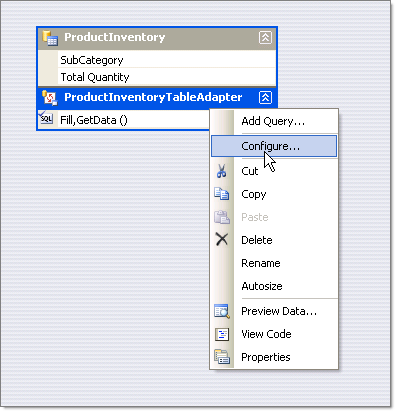 ProductInventory
SubCategory
Total Quantity
ProductInventoryTableAdapter
SQL Fill,GetData ()
Add Query...
Configure...
Cut
Copy
Paste
Delete
Rename
Autosize
Preview Data...
View Code
Properties